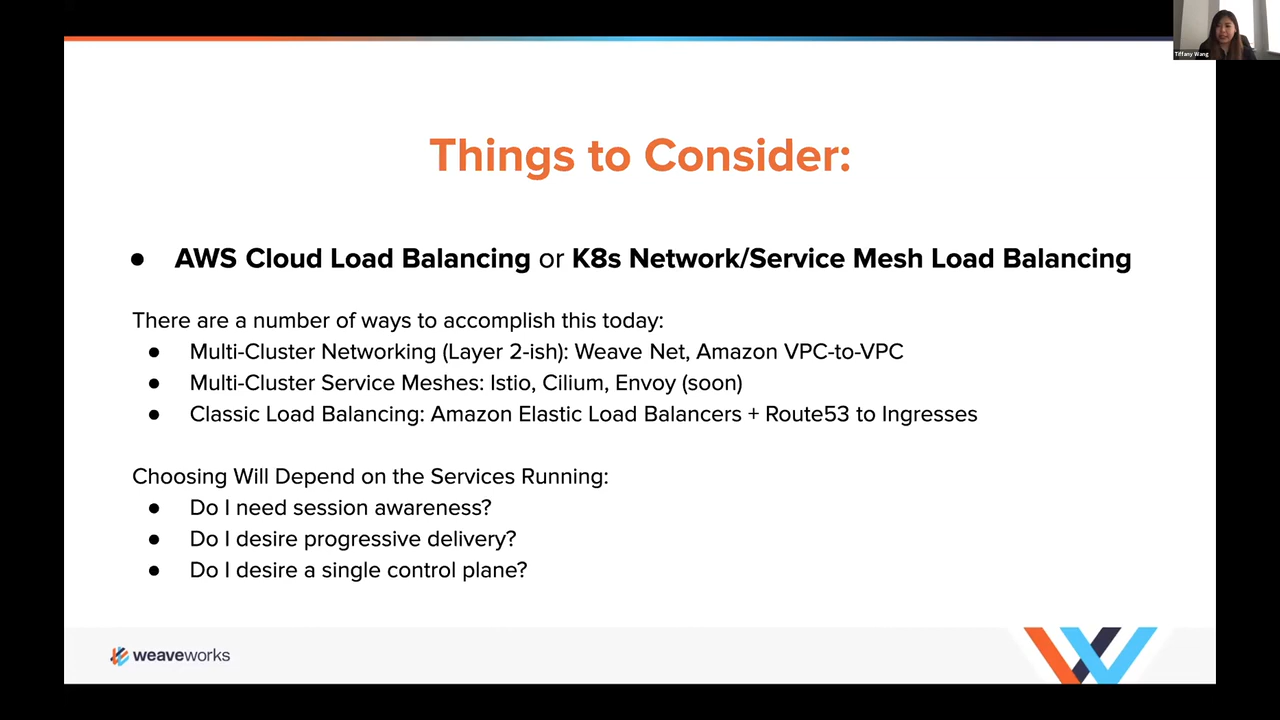 Tiffany Wang
Things to Consider:
● AWS Cloud Load Balancing or K8s Network/Service Mesh Load Balancing
There are a number of ways to accomplish this today:
● Multi-Cluster Networking (Layer 2-ish): Weave Net, Amazon VPC-to-VPC
● Multi-Cluster Service Meshes: Istio, Cilium, Envoy (soon)
● Classic Load Balancing: Amazon Elastic Load Balancers + Route53 to Ingresses
Choosing Will Depend on the Services Running:
● Do I need session awareness?
● Do I desire progressive delivery?
● Do I desire a single control plane?
weaveworks